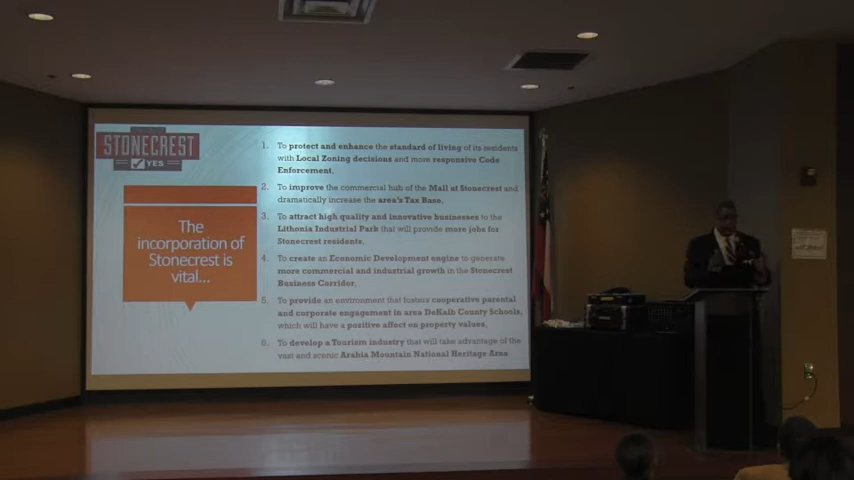 STONECREST
YES
The
incorporation of
Stonecrest is
vital...
1. To protect and enhance the standard of living of its residents
with Local Zoning decisions and more responsive Code
Enforcement.
2. To improve the commercial hub of the Mall at Stonecrest and
dramatically increase the area's Tax Base.
3. To attract high quality and innovative businesses to the
Lithonia Industrial Park that will provide more jobs for
Stonecrest residents.
4. To create an Economic Development engine to generate
more commercial and industrial growth in the Stonecrest
Business Corridor.
5. To provide an environment that fosters cooperative parental
and corporate engagement in area DeKalb County Schools,
which will have a positive affect on property values.
6. To develop a Tourism industry that will take advantage of the
vast and scenic Arabia Mountain National Heritage Area